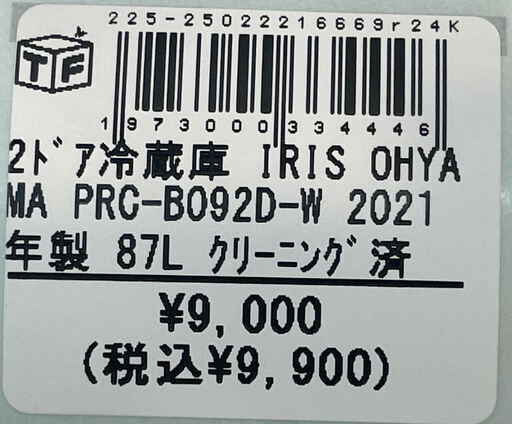 225-25022216669r24K
TF
1973000334446
2ﾄﾞｱ冷蔵庫 IRIS OHYA
MA PRC-B092D-W 2021
年製 87L ｸﾘｰﾆﾝｸﾞ済
¥9,000
(税込¥9,900)